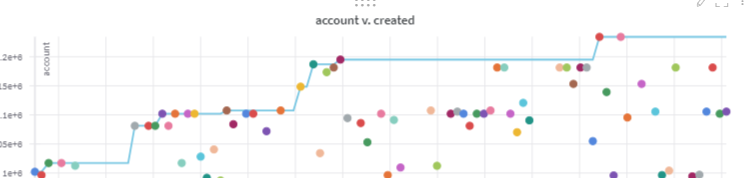 account v. created
account
.2e+6
15e+6
.1e+6
05e+6
1e+6